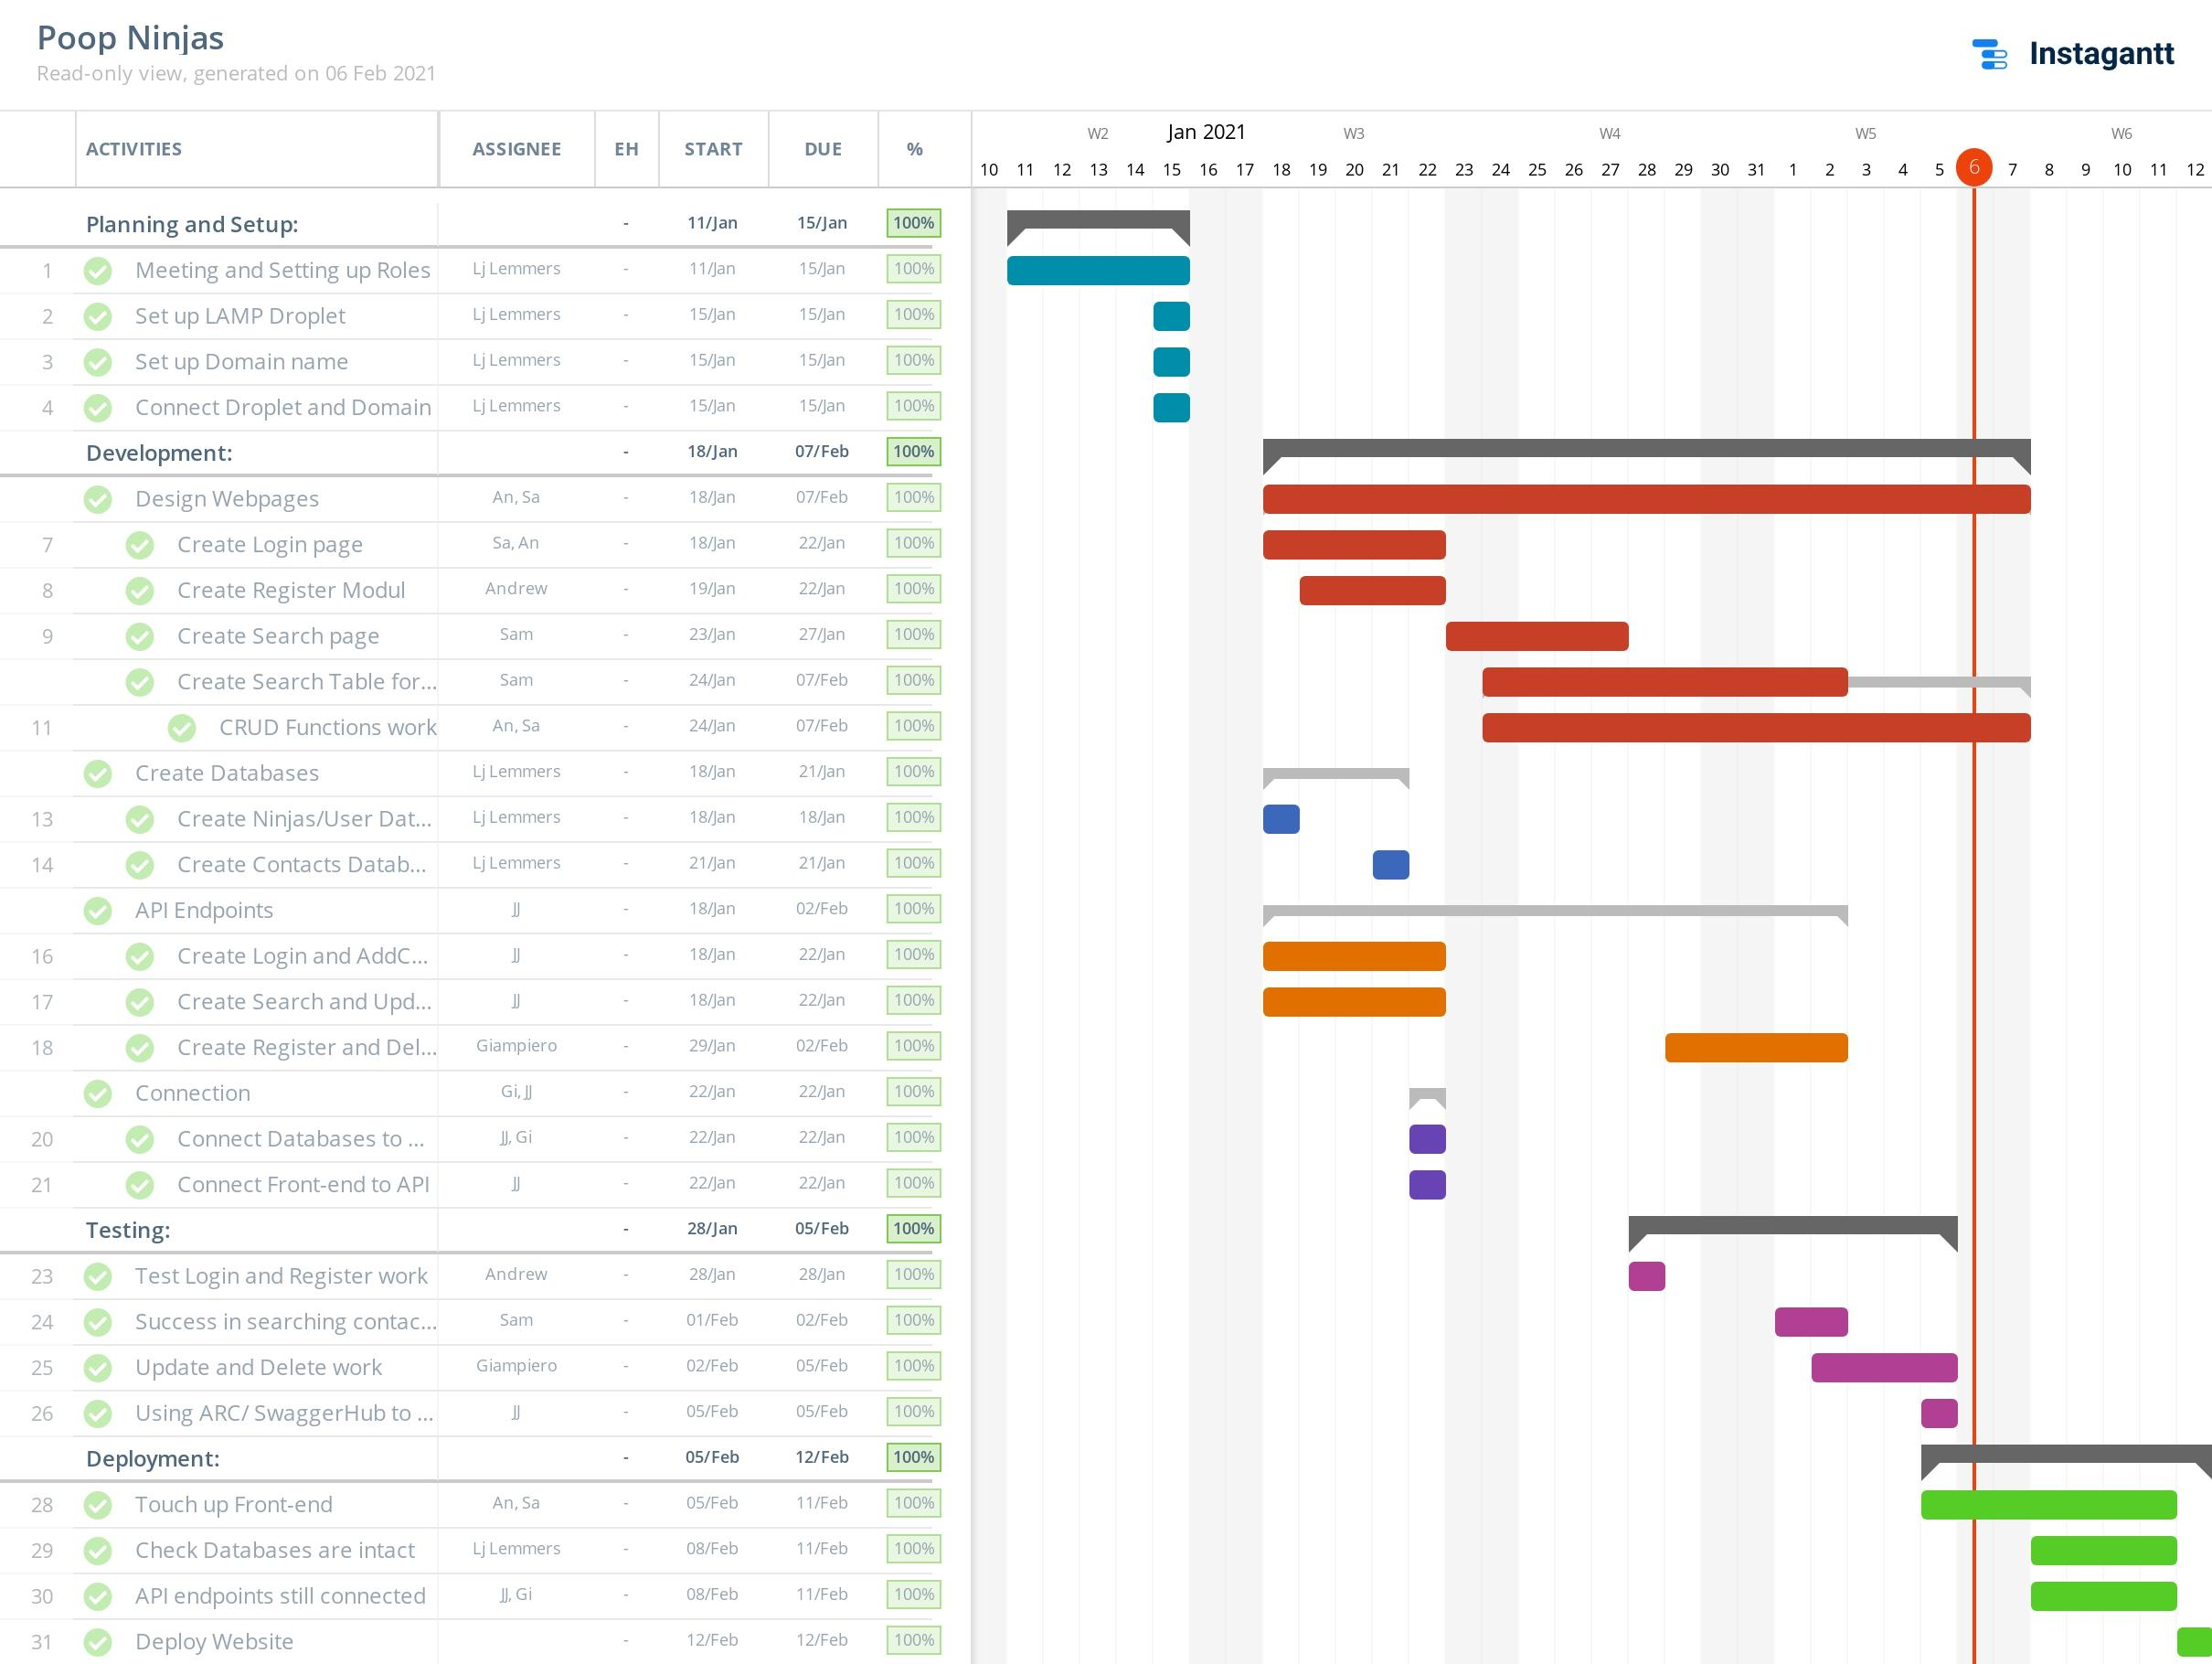 Poop Ninjas
Read-only view, generated on 06 Feb 2021
Instagantt
ACTIVITIES ASSIGNEE EH START DUE %
W2 Jan 2021 W3 W4 W5 W6
10 11 12 13 14 15 16 17 18 19 20 21 22 23 24 25 26 27 28 29 30 31 1 2 3 4 5 6 7 8 9 10 11 12
Planning and Setup: - 11/Jan 15/Jan 100%
1 Meeting and Setting up Roles Lj Lemmers - 11/Jan 15/Jan 100%
2 Set up LAMP Droplet Lj Lemmers - 15/Jan 15/Jan 100%
3 Set up Domain name Lj Lemmers - 15/Jan 15/Jan 100%
4 Connect Droplet and Domain Lj Lemmers - 15/Jan 15/Jan 100%
Development: - 18/Jan 07/Feb 100%
Design Webpages An, Sa - 18/Jan 07/Feb 100%
7 Create Login page Sa, An - 18/Jan 22/Jan 100%
8 Create Register Modul Andrew - 19/Jan 22/Jan 100%
9 Create Search page Sam - 23/Jan 27/Jan 100%
Create Search Table for... Sam - 24/Jan 07/Feb 100%
11 CRUD Functions work An, Sa - 24/Jan 07/Feb 100%
Create Databases Lj Lemmers - 18/Jan 21/Jan 100%
13 Create Ninjas/User Dat... Lj Lemmers - 18/Jan 18/Jan 100%
14 Create Contacts Datab... Lj Lemmers - 21/Jan 21/Jan 100%
API Endpoints JJ - 18/Jan 02/Feb 100%
16 Create Login and AddC... JJ - 18/Jan 22/Jan 100%
17 Create Search and Upd... JJ - 18/Jan 22/Jan 100%
18 Create Register and Del... Giampiero - 29/Jan 02/Feb 100%
Connection Gi, JJ - 22/Jan 22/Jan 100%
20 Connect Databases to ... JJ, Gi - 22/Jan 22/Jan 100%
21 Connect Front-end to API JJ - 22/Jan 22/Jan 100%
Testing: - 28/Jan 05/Feb 100%
23 Test Login and Register work Andrew - 28/Jan 28/Jan 100%
24 Success in searching contac... Sam - 01/Feb 02/Feb 100%
25 Update and Delete work Giampiero - 02/Feb 05/Feb 100%
26 Using ARC/ SwaggerHub to ... JJ - 05/Feb 05/Feb 100%
Deployment: - 05/Feb 12/Feb 100%
28 Touch up Front-end An, Sa - 05/Feb 11/Feb 100%
29 Check Databases are intact Lj Lemmers - 08/Feb 11/Feb 100%
30 API endpoints still connected JJ, Gi - 08/Feb 11/Feb 100%
31 Deploy Website - 12/Feb 12/Feb 100%